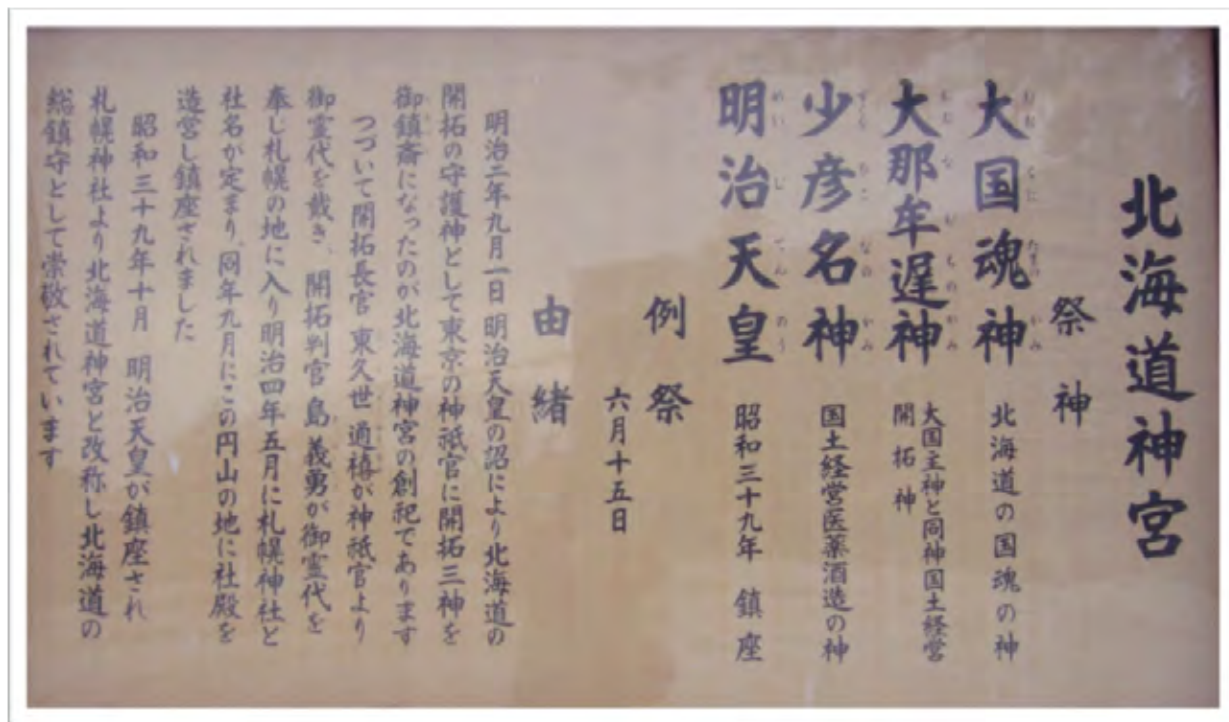 北海道神宮
祭神
大国魂神 北海道の国魂の神
大那牟遅神 大国主神と同神国土経営
開拓神
少彦名神 国土経営医薬酒造の神
明治天皇 昭和三十九年 鎮座
例祭
六月十五日
由緒
明治二年九月一日 明治天皇の詔により北海道の
開拓の守護神として東京の神祇官に開拓三神を
御鎮斎になったのが北海道神宮の創祀であります
つづいて開拓長官 東久世 通禧が神祇官より
御霊代を戴き、開拓判官 島 義勇が御霊代を
奉じ札幌の地に入り明治四年五月に札幌神社と
社名が定まり、同年九月にこの円山の地に社殿を
造営し鎮座されました
昭和三十九年十月 明治天皇が鎮座され
札幌神社より北海道神宮と改称し北海道の
総鎮守として崇敬されています